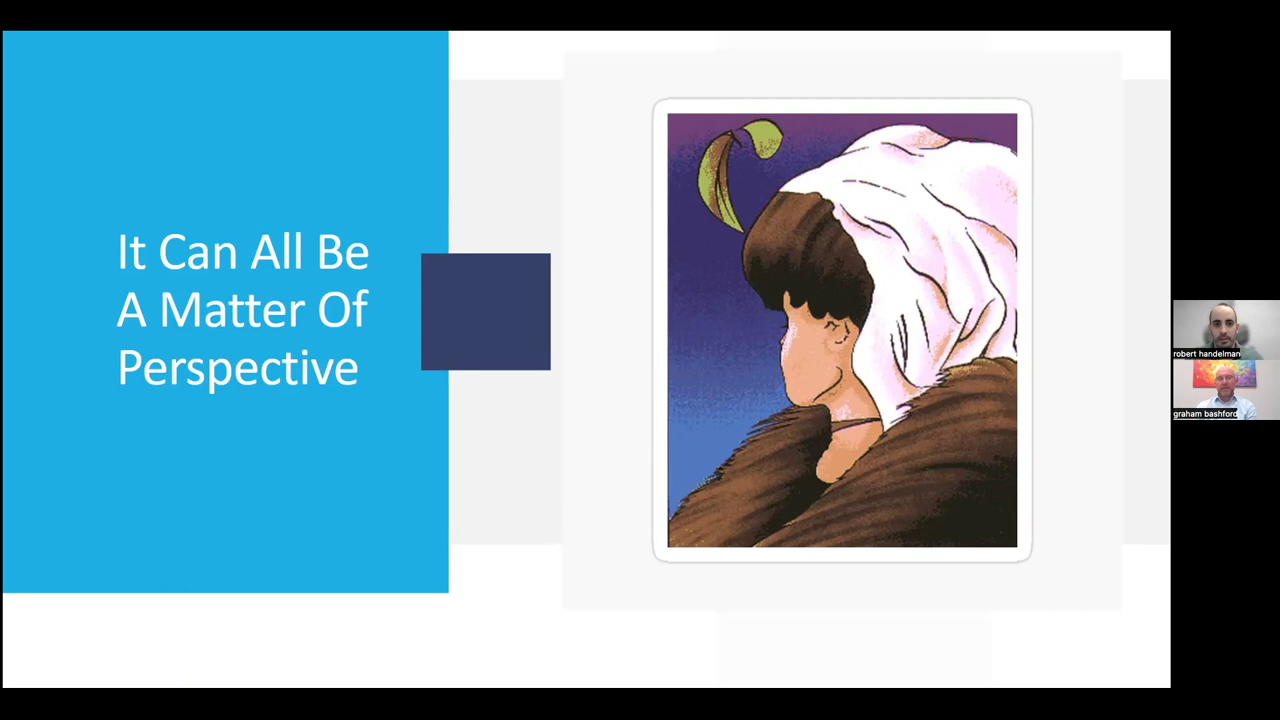 It Can All Be
A Matter Of
Perspective
robert handelman
graham bashford